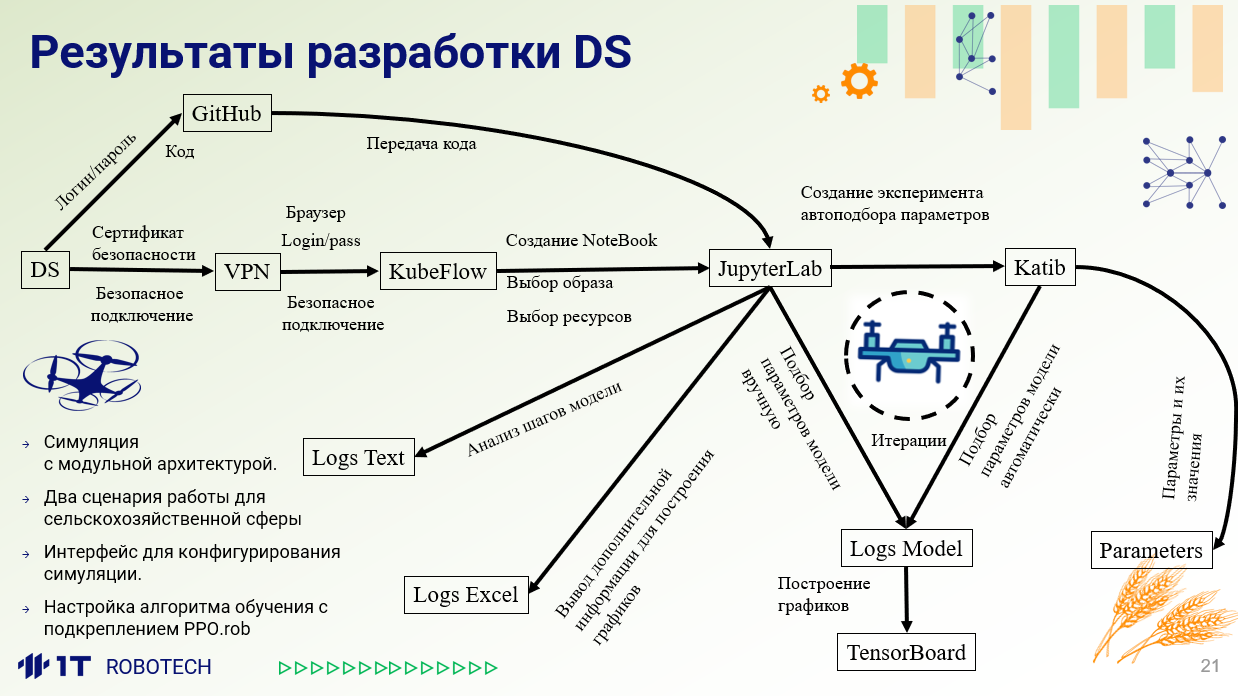 Результаты разработки DS
GitHub
Логин/пароль
Код
Передача кода
Создание эксперимента
автоподбора параметров
Сертификат
безопасности
Браузер
Login/pass
Создание NoteBook
DS
VPN
KubeFlow
JupyterLab
Katib
Безопасное
подключение
Безопасное
подключение
Выбор образа
Выбор ресурсов
Анализ шагов модели
Подбор
параметров модели
вручную
Итерации
Подбор
параметров модели
автоматически
Параметры и их
значения
Симуляция
с модульной архитектурой.
Два сценария работы для
сельскохозяйственной сферы
Интерфейс для конфигурирования
симуляции.
Настройка алгоритма обучения с
подкреплением PPO.rob
Logs Text
Вывод дополнительной
информации для построения
графиков
Logs Excel
Logs Model
Parameters
Построение
графиков
TensorBoard
1T ROBOTECH
21